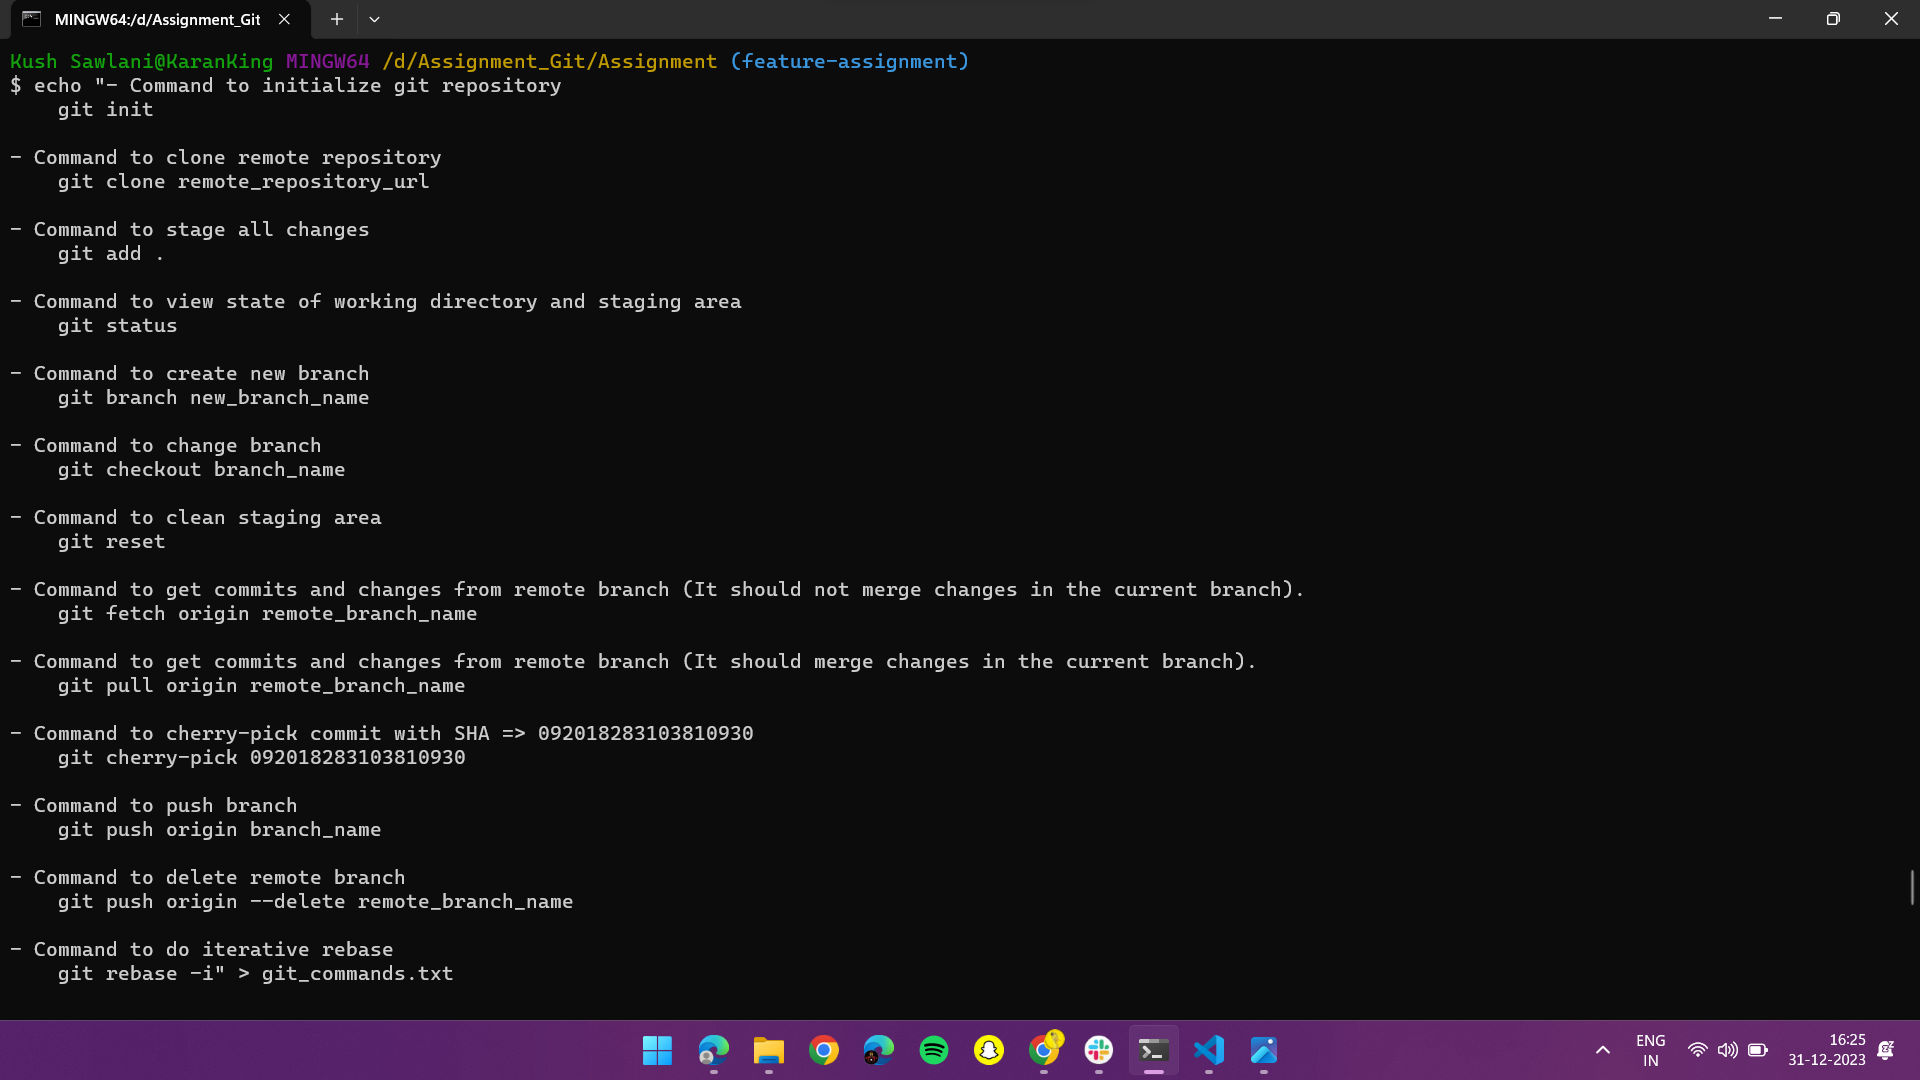 MINGW64:/d/Assignment_Git
Kush Sawlani@KaranKing MINGW64 /d/Assignment_Git/Assignment (feature-assignment)
$ echo "- Command to initialize git repository
    git init

- Command to clone remote repository
    git clone remote_repository_url

- Command to stage all changes
    git add .

- Command to view state of working directory and staging area
    git status

- Command to create new branch
    git branch new_branch_name

- Command to change branch
    git checkout branch_name

- Command to clean staging area
    git reset

- Command to get commits and changes from remote branch (It should not merge changes in the current branch).
    git fetch origin remote_branch_name

- Command to get commits and changes from remote branch (It should merge changes in the current branch).
    git pull origin remote_branch_name

- Command to cherry-pick commit with SHA => 092018283103810930
    git cherry-pick 092018283103810930

- Command to push branch
    git push origin branch_name

- Command to delete remote branch
    git push origin --delete remote_branch_name

- Command to do iterative rebase
    git rebase -i" > git_commands.txt
ENG
IN
16:25
31-12-2023